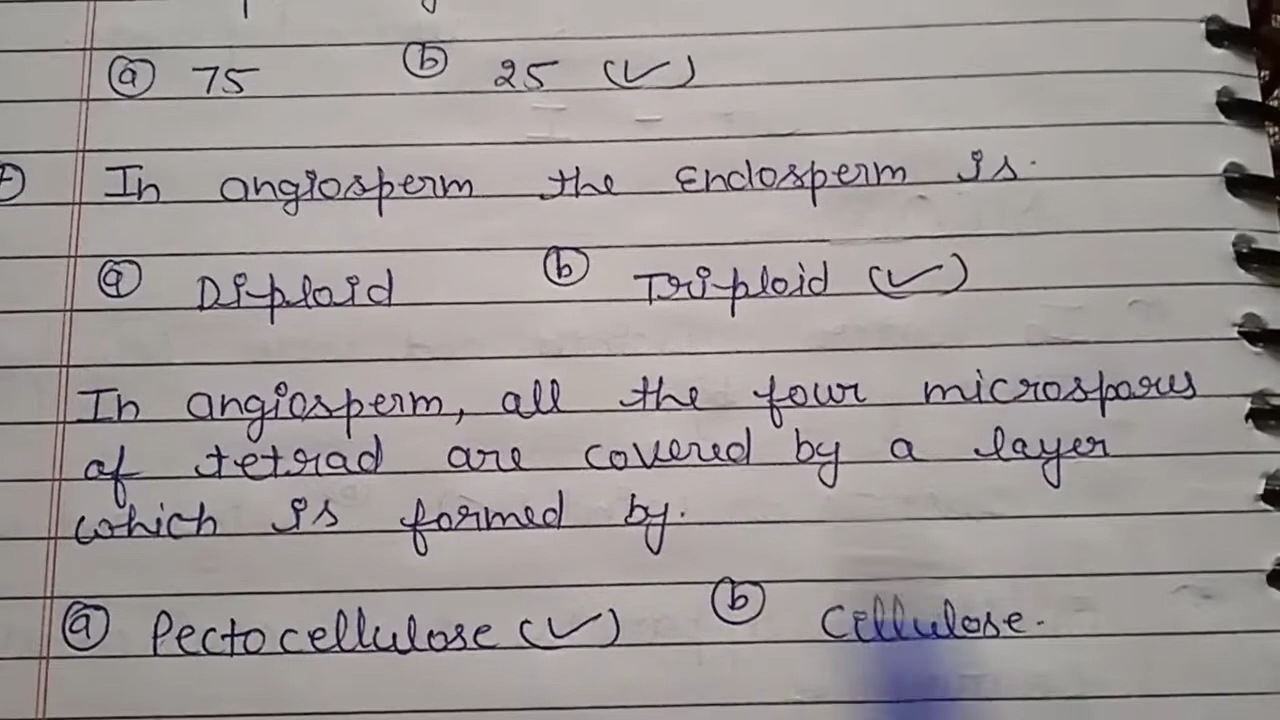 ⓐ 75 ⓑ 25 (✓)
In angiosperm the Endosperm is.
ⓐ Diploid ⓑ Triploid (✓)
In angiosperm, all the four microspores
of tetrad are covered by a layer
which is formed by.
ⓐ Pectocellulose (✓) ⓑ Cellulose.